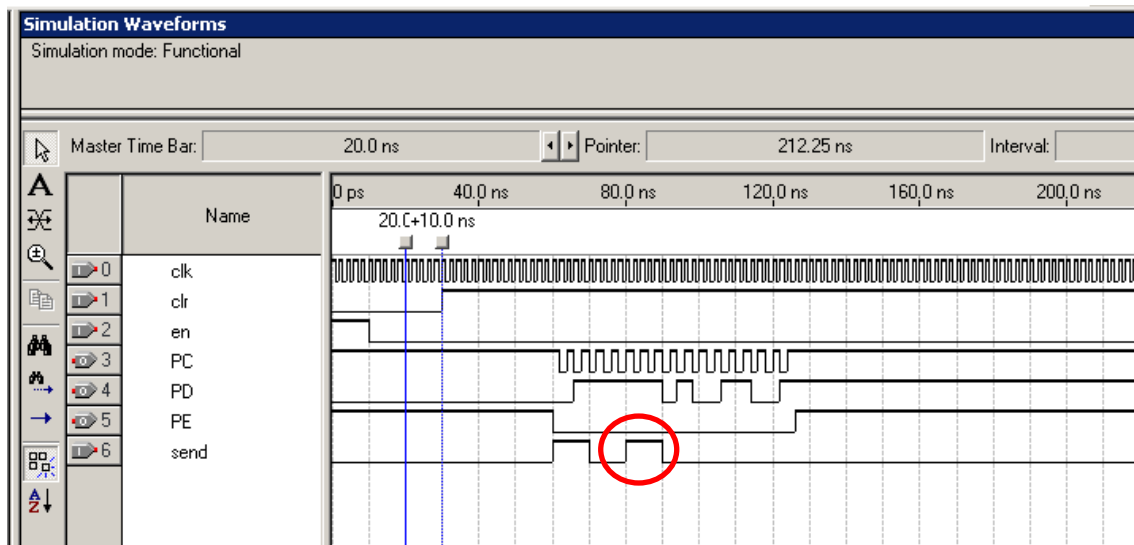 Simulation Waveforms
Simulation mode: Functional
Master Time Bar: 20.0 ns Pointer: 212.25 ns Interval:
Name
0 ps 40.0 ns 80.0 ns 120.0 ns 160.0 ns 200.0 ns
20.0+10.0 ns
0 clk
1 clr
2 en
3 PC
4 PD
5 PE
6 send